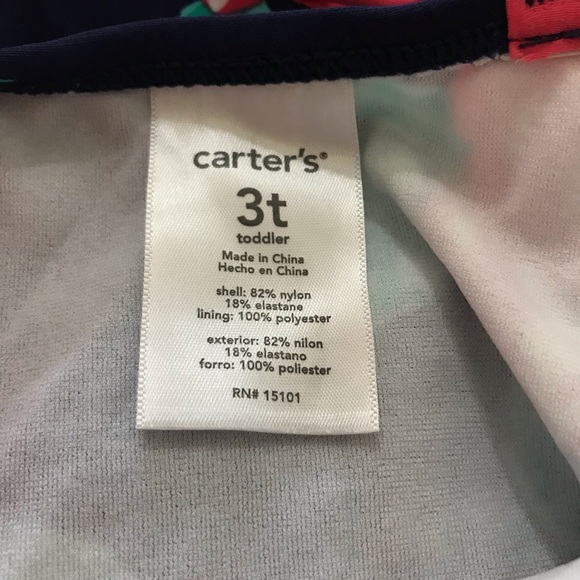 carter's®
3t
toddler
Made in China
Hecho en China
shell: 82% nylon
18% elastane
lining: 100% polyester
exterior: 82% nilon
18% elastano
forro: 100% poliester
RN# 15101